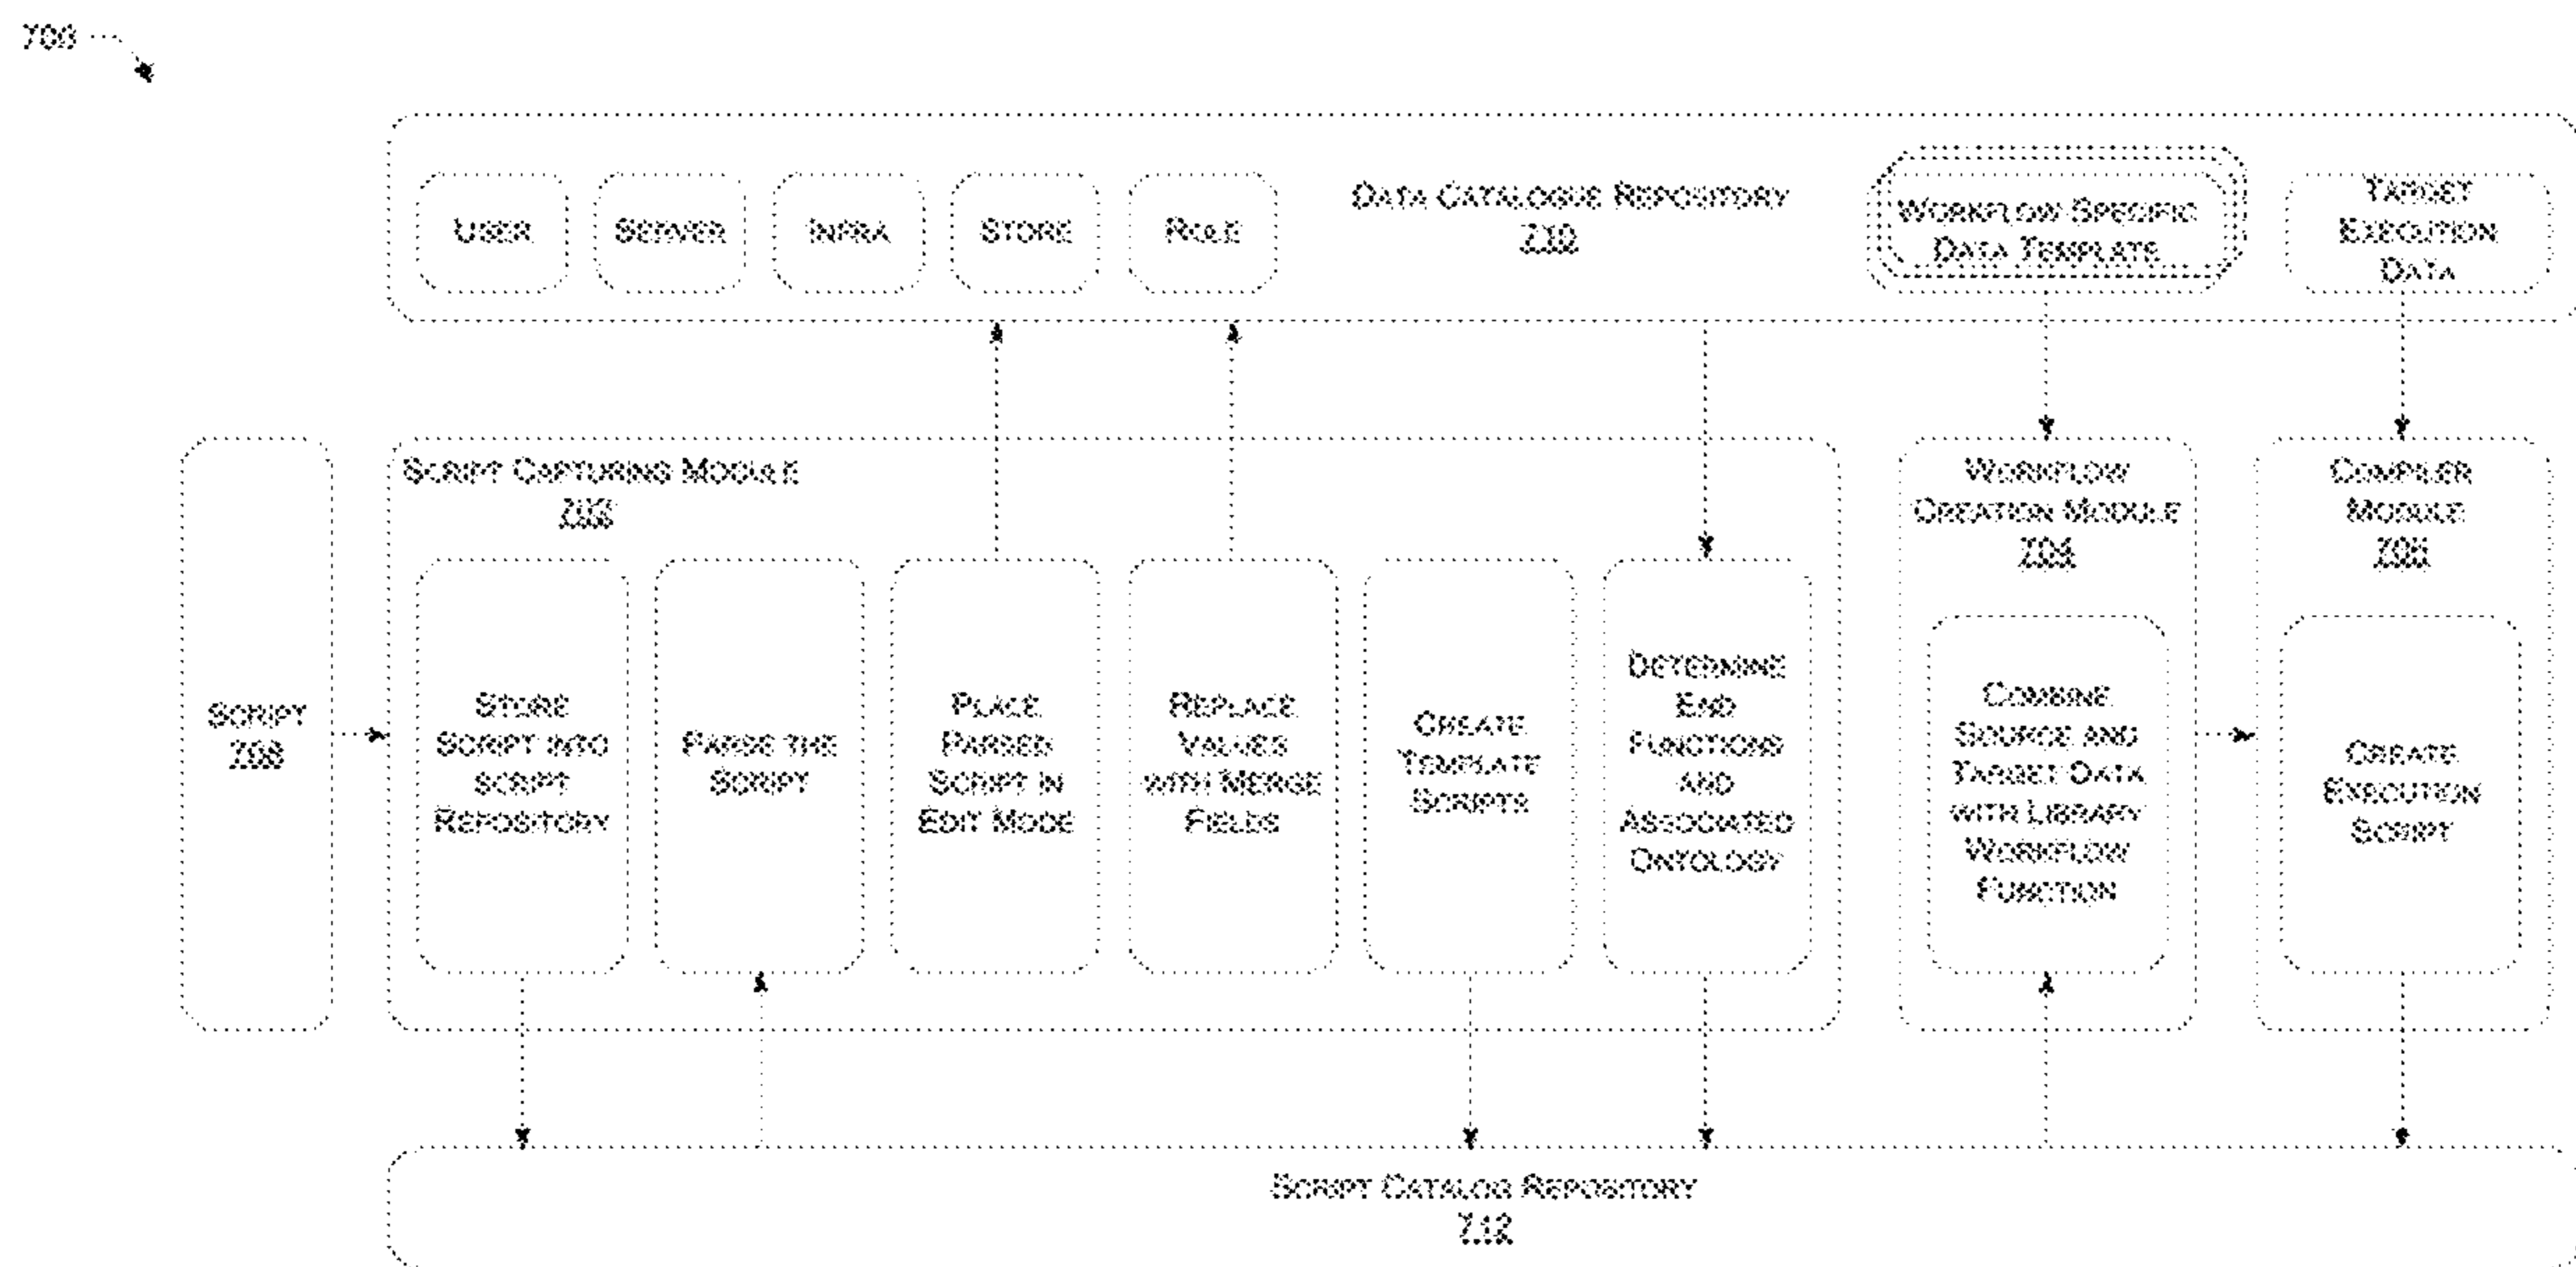 700
USER
SERVER
INFRA
STORE
ROLE
DATA CATALOGUE REPOSITORY
710
WORKFLOW SPECIFIC
DATA TEMPLATE
TARGET
EXECUTION
DATA
SCRIPT
708
SCRIPT CAPTURING MODULE
702
STORE
SCRIPT INTO
SCRIPT
REPOSITORY
PARSE THE
SCRIPT
PLACE
PARSED
SCRIPT IN
EDIT MODE
REPLACE
VALUES
WITH MERGE
FIELDS
CREATE
TEMPLATE
SCRIPTS
DETERMINE
END
FUNCTIONS
AND
ASSOCIATED
ONTOLOGY
WORKFLOW
CREATION MODULE
704
COMBINE
SOURCE AND
TARGET DATA
WITH LIBRARY
WORKFLOW
FUNCTION
COMPILER
MODULE
706
CREATE
EXECUTION
SCRIPT
SCRIPT CATALOG REPOSITORY
712